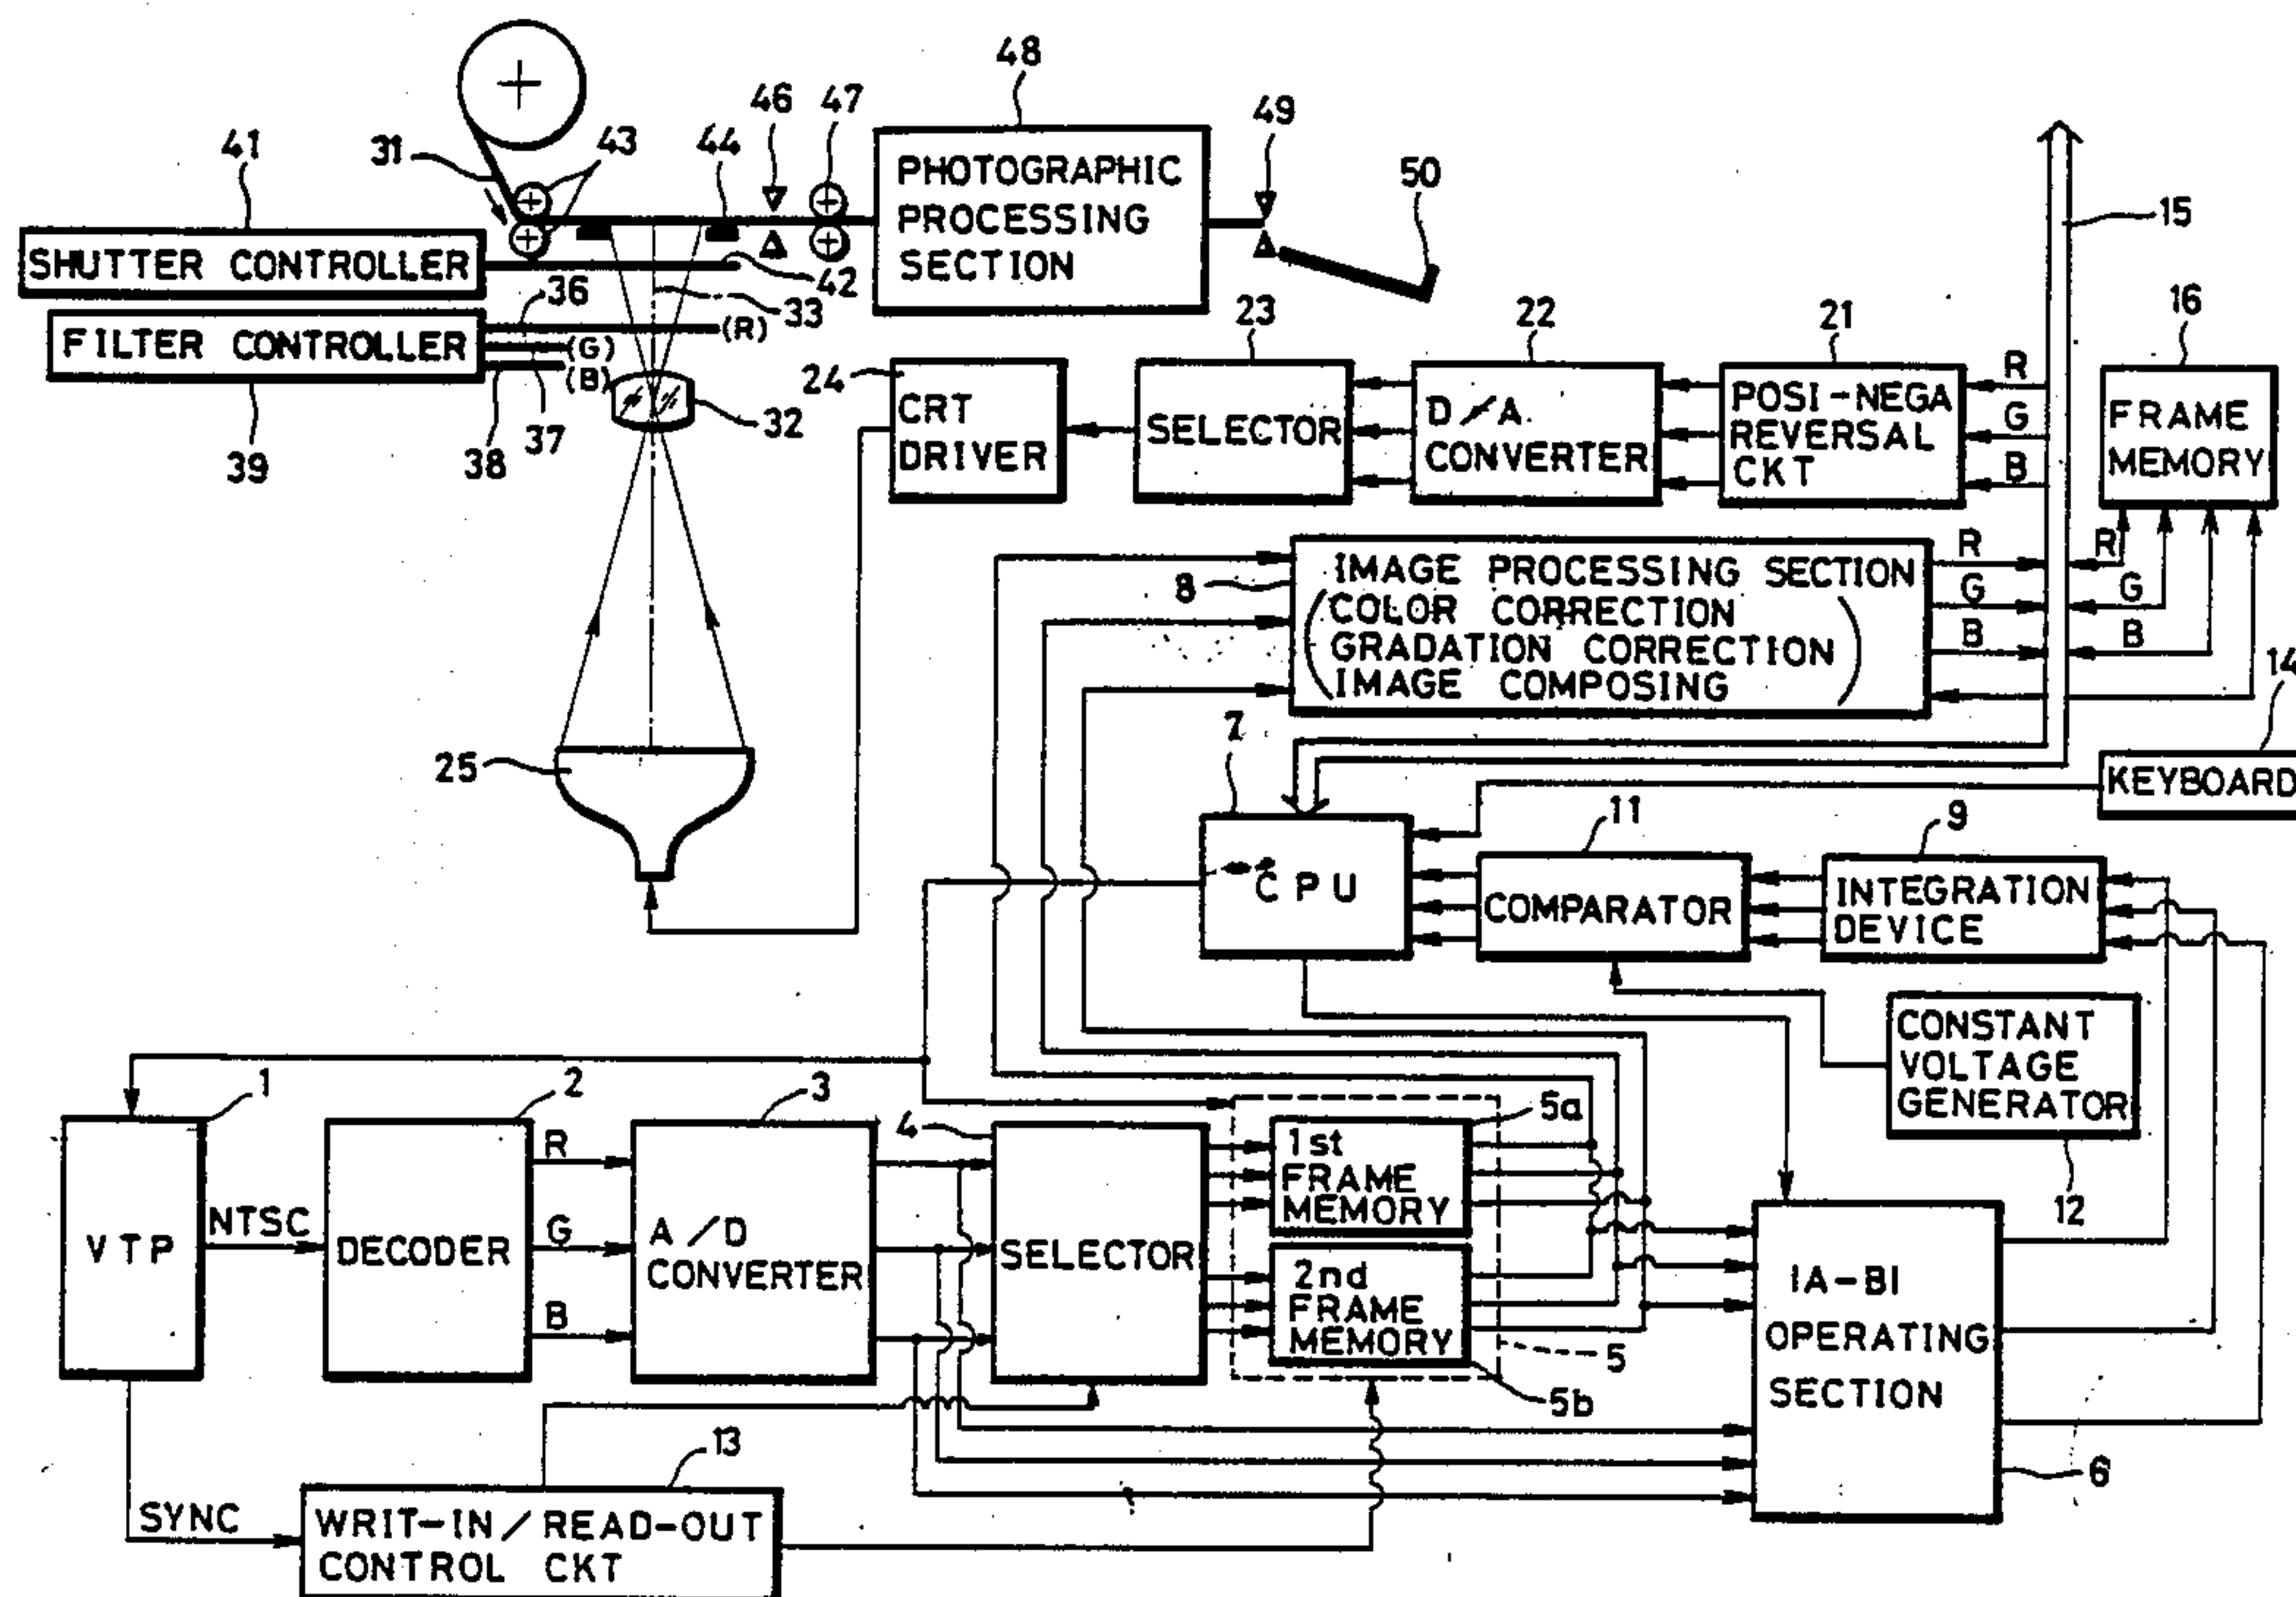 48
46 47
49
41
31
43
44
50
PHOTOGRAPHIC
PROCESSING
SECTION
15
SHUTTER CONTROLLER
42
36
33
(R)
FILTER CONTROLLER
(G)
(B)
32
37
38
39
23
22
21
16
24
CRT
DRIVER
SELECTOR
D/A
CONVERTER
POSI-NEGA
REVERSAL
CKT
R
G
B
FRAME
MEMORY
8
IMAGE PROCESSING SECTION
COLOR CORRECTION
GRADATION CORRECTION
IMAGE COMPOSING
R
G
B
R
G
B
14
25
7
KEYBOARD
11
9
CPU
COMPARATOR
INTEGRATION
DEVICE
CONSTANT
VOLTAGE
GENERATOR
12
1
2
3
4
5a
VTP
NTSC
DECODER
R
G
B
A/D
CONVERTER
SELECTOR
1st
FRAME
MEMORY
2nd
FRAME
MEMORY
5
5b
IA-BI
OPERATING
SECTION
6
13
SYNC
WRIT-IN/READ-OUT
CONTROL CKT